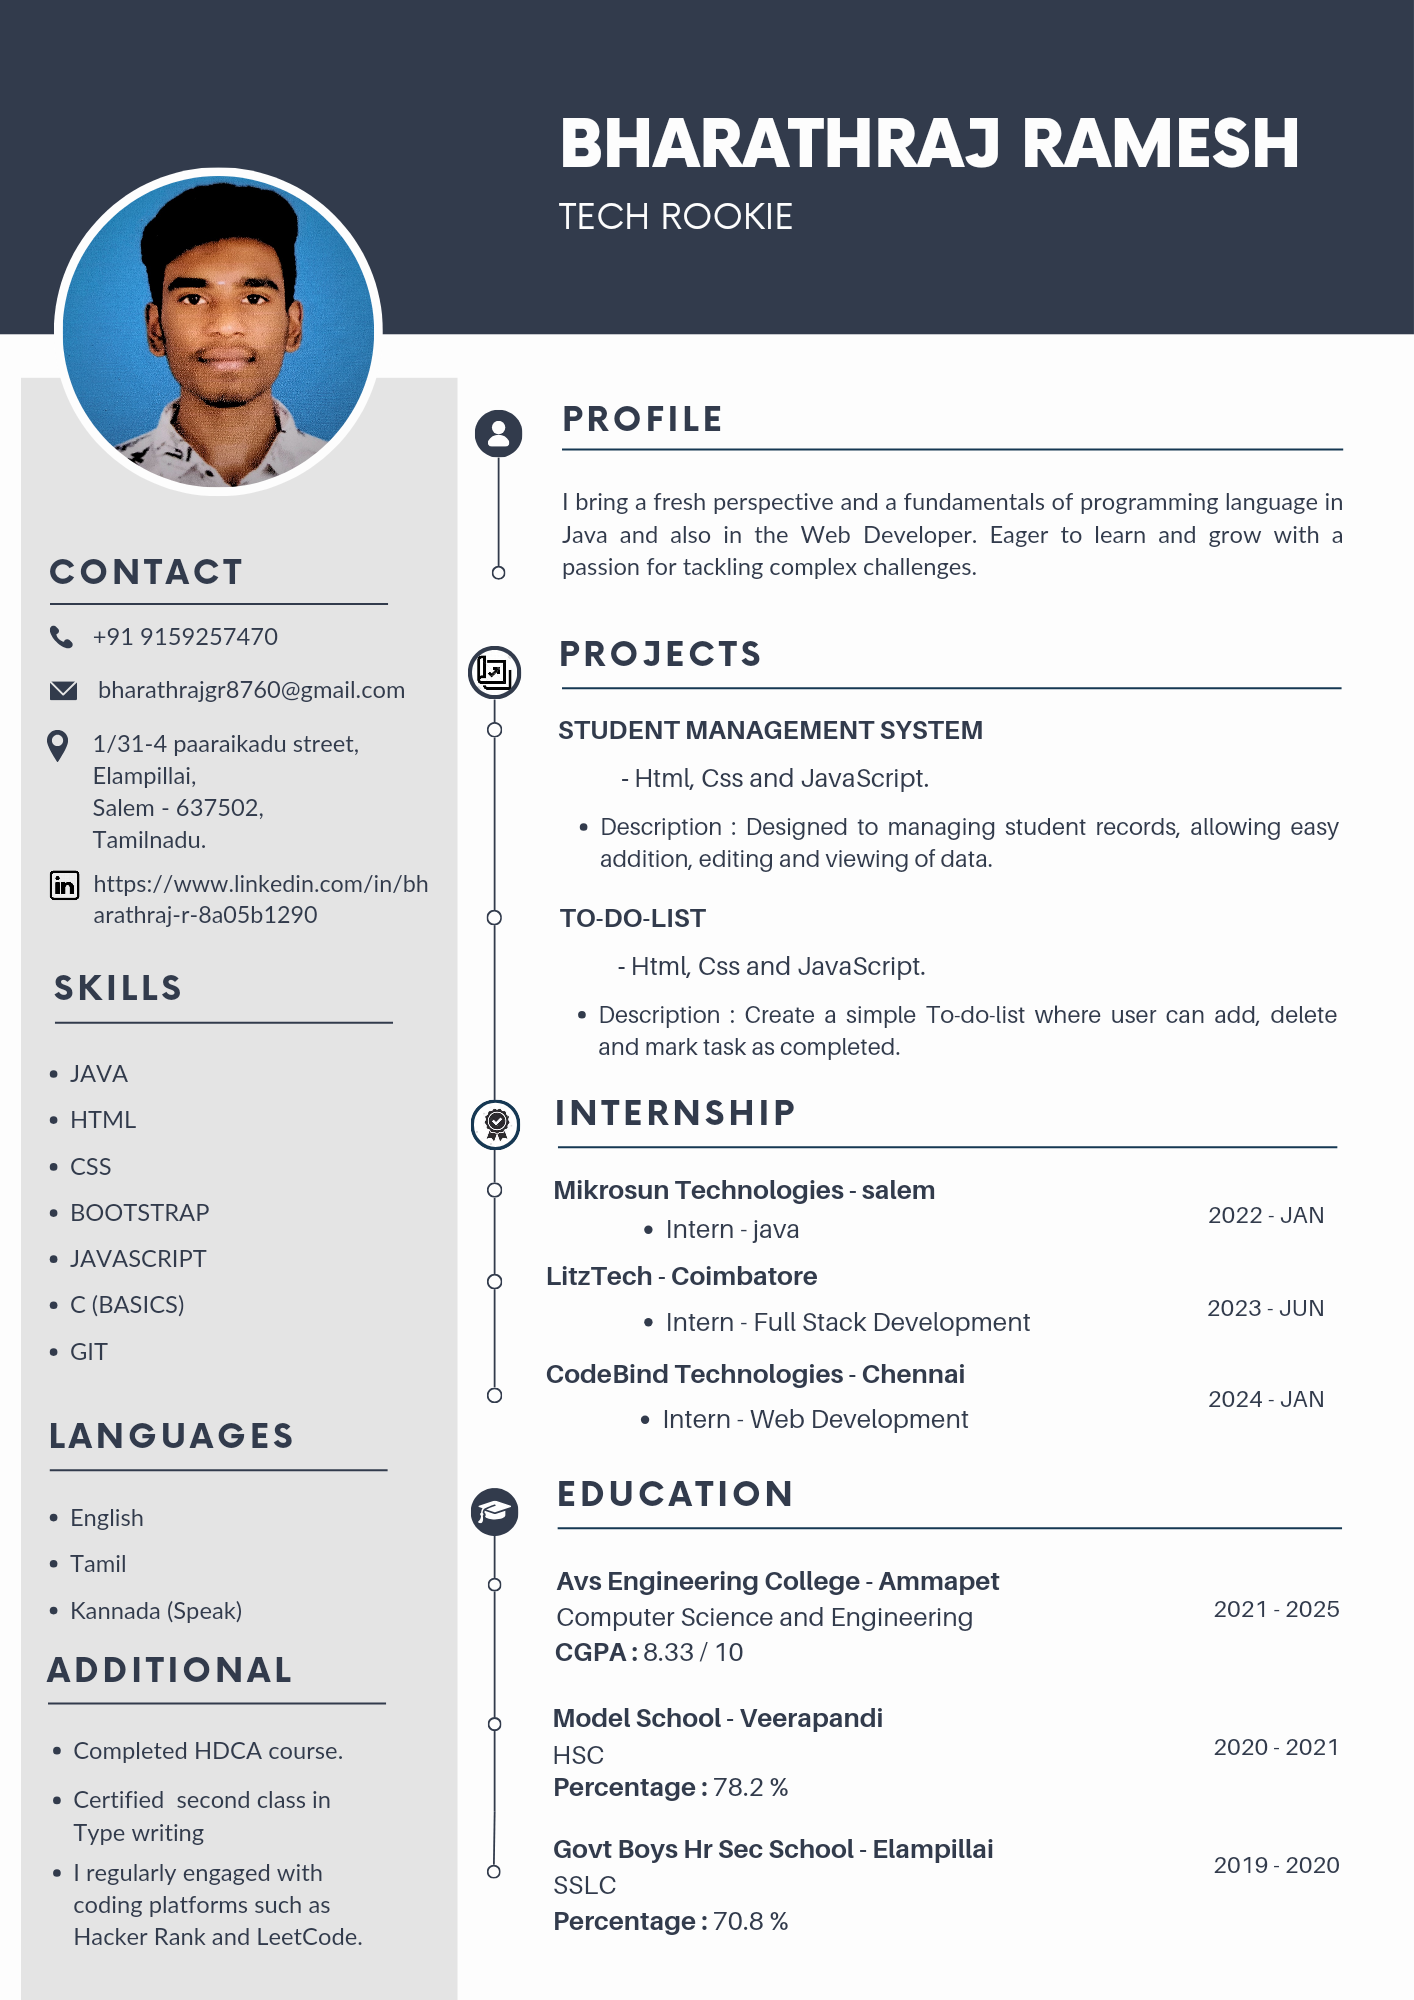 BHARATHRAJ RAMESH
TECH ROOKIE
CONTACT
+91 9159257470
bharathrajgr8760@gmail.com
1/31-4 paaraikadu street,
Elampillai,
Salem - 637502,
Tamilnadu.
in https://www.linkedin.com/in/bh
arathraj-r-8a05b1290
SKILLS
• JAVA
• HTML
• CSS
• BOOTSTRAP
• JAVASCRIPT
• C (BASICS)
• GIT
LANGUAGES
• English
• Tamil
• Kannada (Speak)
ADDITIONAL
• Completed HDCA course.
• Certified  second class in
Type writing
• I regularly engaged with
coding platforms such as
Hacker Rank and LeetCode.
PROFILE
I bring a fresh perspective and a fundamentals of programming language in
Java and also in the Web Developer. Eager to learn and grow with a
passion for tackling complex challenges.
PROJECTS
STUDENT MANAGEMENT SYSTEM
- Html, Css and JavaScript.
• Description : Designed to managing student records, allowing easy
addition, editing and viewing of data.
TO-DO-LIST
- Html, Css and JavaScript.
• Description : Create a simple To-do-list where user can add, delete
and mark task as completed.
INTERNSHIP
Mikrosun Technologies - salem
• Intern - java
2022 - JAN
LitzTech - Coimbatore
• Intern - Full Stack Development
2023 - JUN
CodeBind Technologies - Chennai
• Intern - Web Development
2024 - JAN
EDUCATION
Avs Engineering College - Ammapet
Computer Science and Engineering
2021 - 2025
CGPA : 8.33 / 10
Model School - Veerapandi
HSC
2020 - 2021
Percentage : 78.2 %
Govt Boys Hr Sec School - Elampillai
SSLC
2019 - 2020
Percentage : 70.8 %